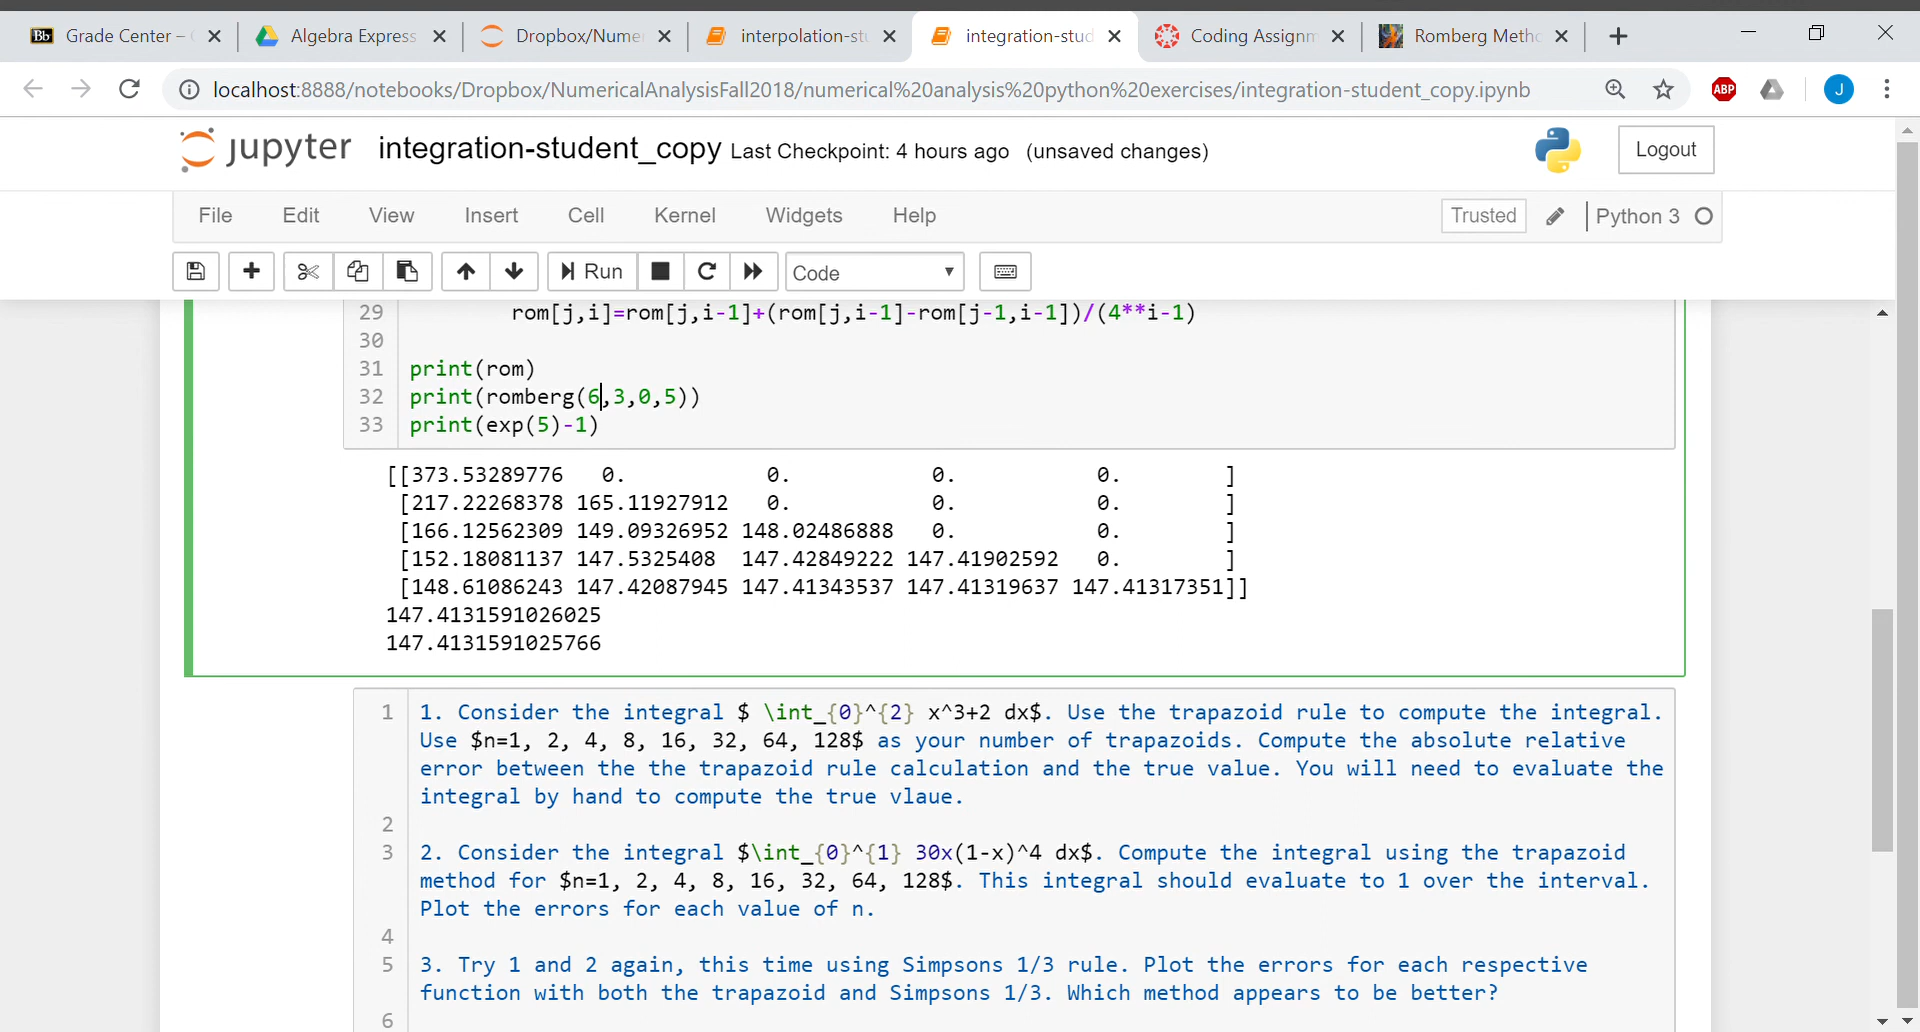 Grade Center –
Algebra Express
Dropbox/Nume
interpolation-stu
integration-stud
Coding Assignm
Romberg Metho
localhost:8888/notebooks/Dropbox/NumericalAnalysisFall2018/numerical%20analysis%20python%20exercises/integration-student_copy.ipynb
ABP
J
jupyter integration-student_copy Last Checkpoint: 4 hours ago (unsaved changes)
Logout
File Edit View Insert Cell Kernel Widgets Help
Trusted
Python 3
Run
Code
29 rom[j,i]=rom[j,i-1]+(rom[j,i-1]-rom[j-1,i-1])/(4**i-1)
30
31 print(rom)
32 print(romberg(6,3,0,5))
33 print(exp(5)-1)
[[373.53289776 0. 0. 0. 0. ]
[217.22268378 165.11927912 0. 0. 0. ]
[166.12562309 149.09326952 148.02486888 0. 0. ]
[152.18081137 147.5325408 147.42849222 147.41902592 0. ]
[148.61086243 147.42087945 147.41343537 147.41319637 147.41317351]]
147.4131591026025
147.4131591025766
1 1. Consider the integral $ \int_{0}^{2} x^3+2 dx$. Use the trapazoid rule to compute the integral.
Use $n=1, 2, 4, 8, 16, 32, 64, 128$ as your number of trapazoids. Compute the absolute relative
error between the the trapazoid rule calculation and the true value. You will need to evaluate the
integral by hand to compute the true vlaue.
2
3 2. Consider the integral $\int_{0}^{1} 30x(1-x)^4 dx$. Compute the integral using the trapazoid
method for $n=1, 2, 4, 8, 16, 32, 64, 128$. This integral should evaluate to 1 over the interval.
Plot the errors for each value of n.
4
5 3. Try 1 and 2 again, this time using Simpsons 1/3 rule. Plot the errors for each respective
function with both the trapazoid and Simpsons 1/3. Which method appears to be better?
6